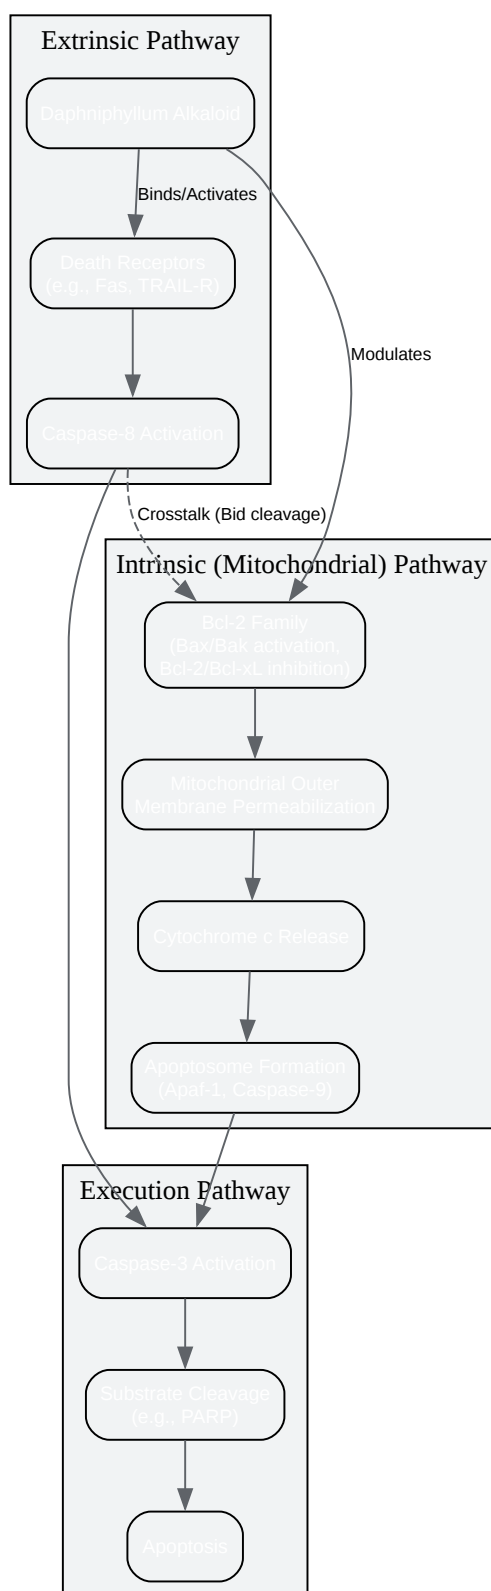 Extrinsic Pathway
Daphniphyllum Alkaloid
Binds/Activates
Death Receptors
(e.g., Fas, TRAIL-R)
Modulates
Caspase-8 Activation
Crosstalk (Bid cleavage)
Intrinsic (Mitochondrial) Pathway
Bcl-2 Family
(Bax/Bak activation,
Bcl-2/Bcl-xL inhibition)
Mitochondrial Outer
Membrane Permeabilization
Cytochrome c Release
Apoptosome Formation
(Apaf-1, Caspase-9)
Execution Pathway
Caspase-3 Activation
Substrate Cleavage
(e.g., PARP)
Apoptosis